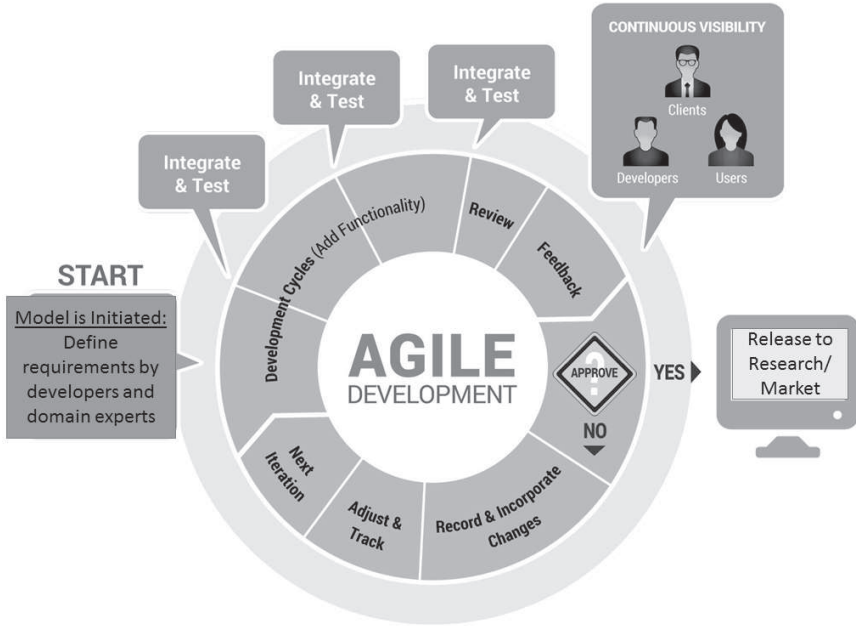 CONTINUOUS VISIBILITY
Clients
Developers
Users
Integrate
& Test
Integrate
& Test
Integrate
& Test
START
Model is Initiated:
Define
requirements by
developers and
domain experts
Development Cycles (Add Functionality)
Review
Feedback
AGILE
DEVELOPMENT
?
APPROVE
YES
NO
Release to
Research/
Market
Record & Incorporate
Changes
Adjust &
Track
Next
Iteration